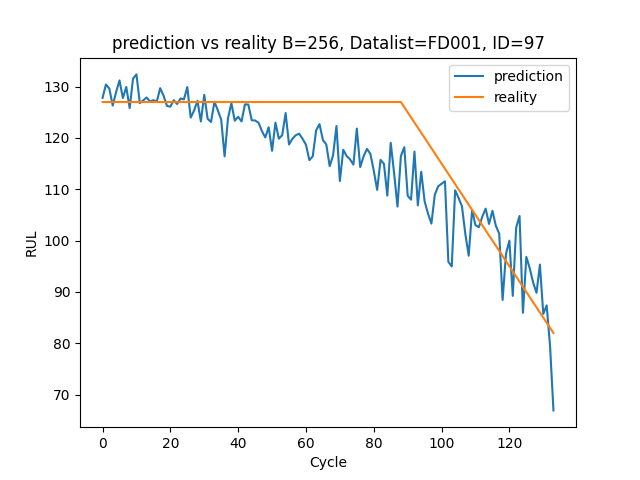 prediction vs reality B=256, Datalist=FD001, ID=97
prediction
reality
130
120
110
100
90
80
70
RUL
0 20 40 60 80 100 120
Cycle